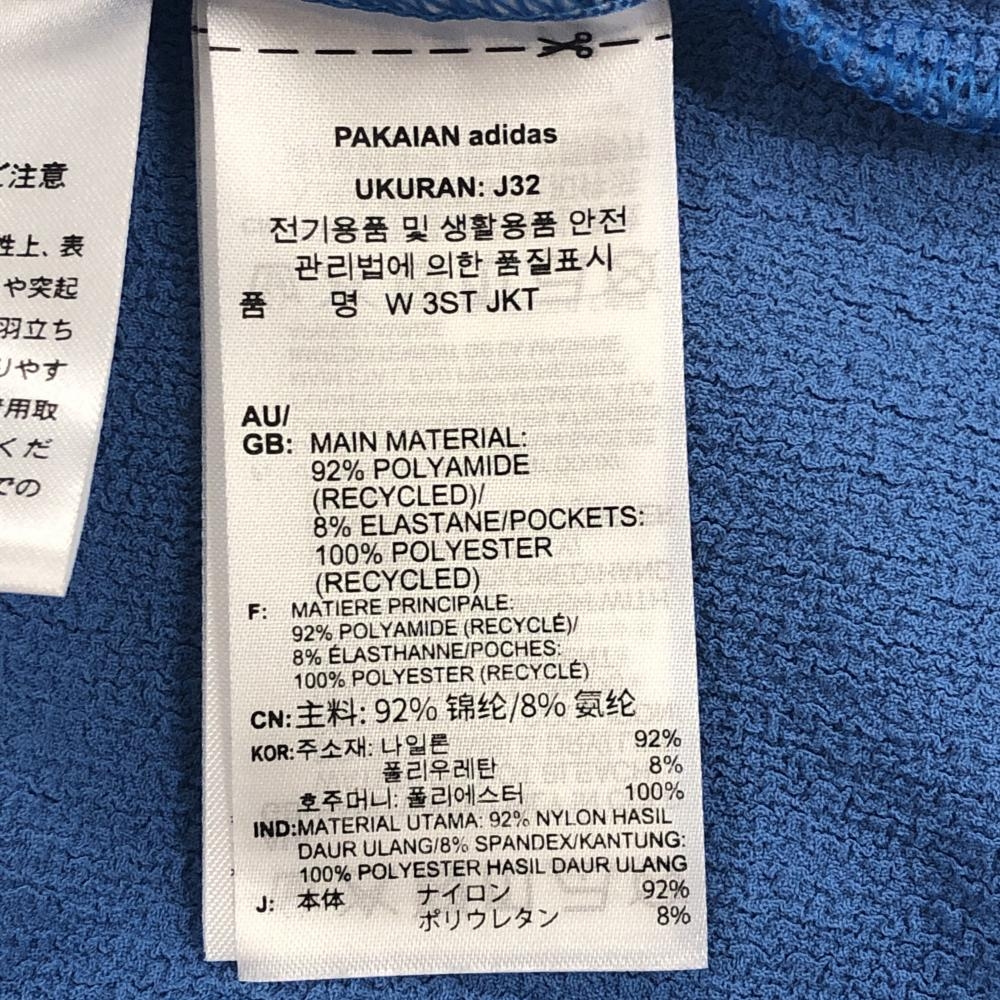 ご注意
性上、表
や突起
羽立ち
りやす
用取
くだ
での
PAKAIAN adidas
UKURAN: J32
전기용품 및 생활용품 안전
관리법에 의한 품질표시
품 명 W 3ST JKT
AU/
GB: MAIN MATERIAL:
92% POLYAMIDE
(RECYCLED)/
8% ELASTANE/POCKETS:
100% POLYESTER
(RECYCLED)
F: MATIERE PRINCIPALE:
92% POLYAMIDE (RECYCLÉ)/
8% ÉLASTHANNE/POCHES:
100% POLYESTER (RECYCLÉ)
CN: 主料: 92% 锦纶/8% 氨纶
KOR: 주소재: 나일론 92%
폴리우레탄 8%
호주머니: 폴리에스터 100%
IND: MATERIAL UTAMA: 92% NYLON HASIL
DAUR ULANG/8% SPANDEX/KANTUNG:
100% POLYESTER HASIL DAUR ULANG
J: 本体 ナイロン 92%
ポリウレタン 8%